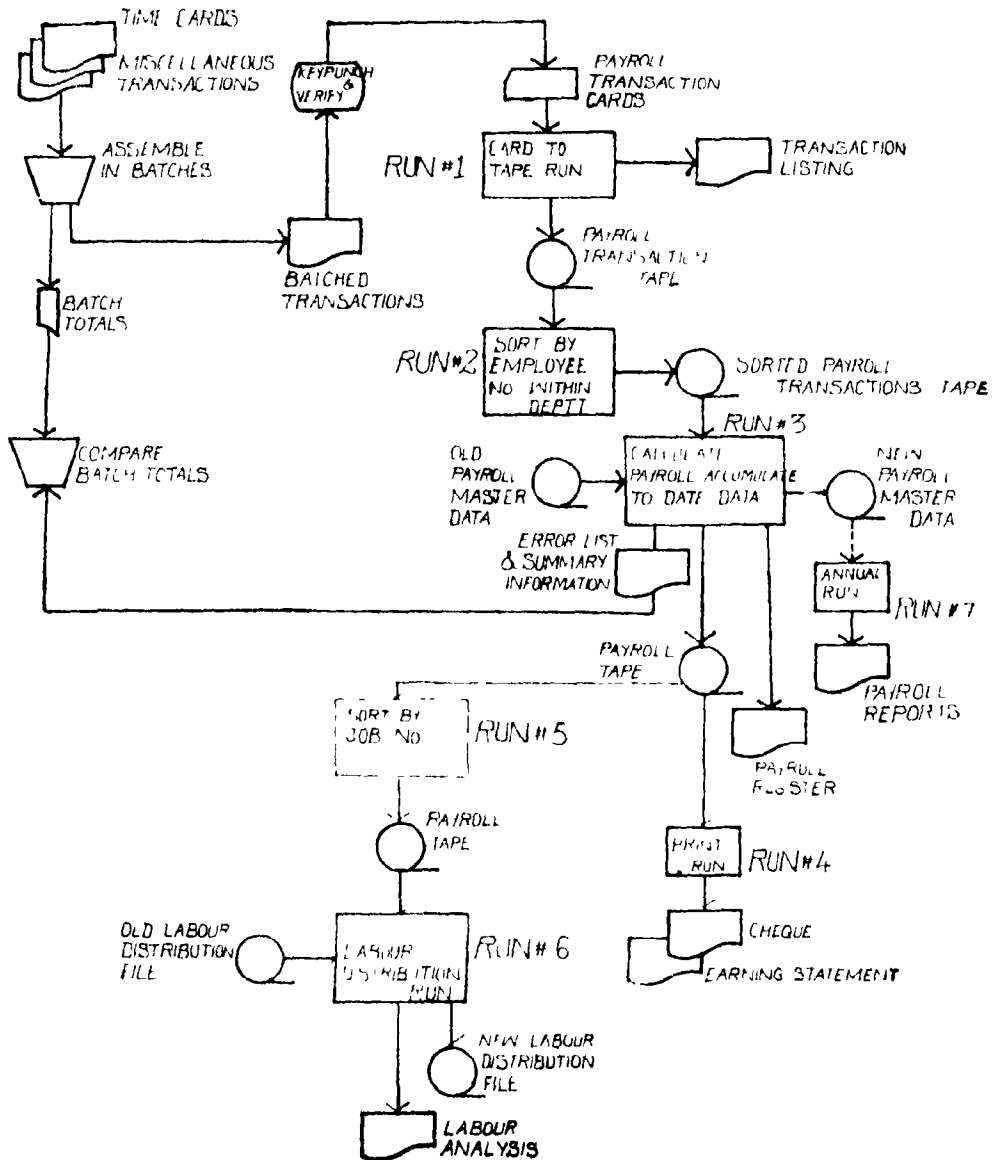 TIME CARDS
MISCELLANEOUS
TRANSACTIONS
KEYPUNCH
&
VERIFY
PAYROLL
TRANSACTION
CARDS
ASSEMBLE
IN BATCHES
RUN #1
CARD TO
TAPE RUN
TRANSACTION
LISTING
BATCHED
TRANSACTIONS
PAYROLL
TRANSACTION
TAPE
BATCH
TOTALS
RUN #2
SORT BY
EMPLOYEE
NO WITHIN
DEPTT
SORTED PAYROLL
TRANSACTIONS TAPE
RUN #3
COMPARE
BATCH TOTALS
OLD
PAYROLL
MASTER
DATA
CALCULATE
PAYROLL ACCUMULATE
TO DATE DATA
NEW
PAYROLL
MASTER
DATA
ERROR LIST
& SUMMARY
INFORMATION
ANNUAL
RUN
RUN #7
PAYROLL
TAPE
PAYROLL
REPORTS
SORT BY
JOB NO
RUN #5
PAYROLL
PAYROLL
TAPE
PRINT
RUN
RUN #4
OLD LABOUR
DISTRIBUTION
FILE
LABOUR
DISTRIBUTION
RUN
RUN #6
CHEQUE
EARNING STATEMENT
NEW LABOUR
DISTRIBUTION
FILE
LABOUR
ANALYSIS